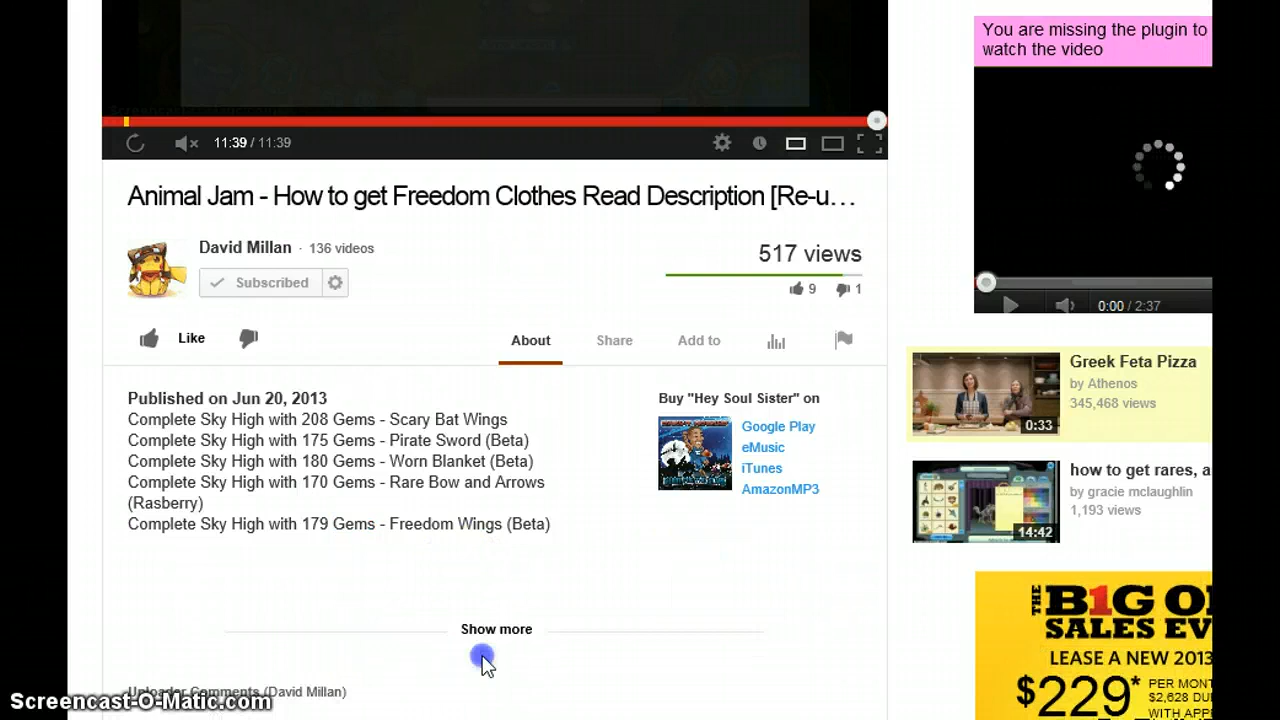 You are missing the plugin to
watch the video
11:39 / 11:39
Animal Jam - How to get Freedom Clothes Read Description [Re-u…
David Millan · 136 videos
517 views
Subscribed
9
1
0:00 / 2:37
Like
About
Share
Add to
Greek Feta Pizza
by Athenos
345,468 views
0:33
Published on Jun 20, 2013
Complete Sky High with 208 Gems - Scary Bat Wings
Complete Sky High with 175 Gems - Pirate Sword (Beta)
Complete Sky High with 180 Gems - Worn Blanket (Beta)
Complete Sky High with 170 Gems - Rare Bow and Arrows
(Rasberry)
Complete Sky High with 179 Gems - Freedom Wings (Beta)
Buy "Hey Soul Sister" on
Google Play
eMusic
iTunes
AmazonMP3
how to get rares, a
by gracie mclaughlin
1,193 views
14:42
Show more
THE B1G O
SALES EV
LEASE A NEW 2013
$229* PER MON
$2,628 DU
WITH APP
Uploader Comments (David Millan)
Screencast-O-Matic.com